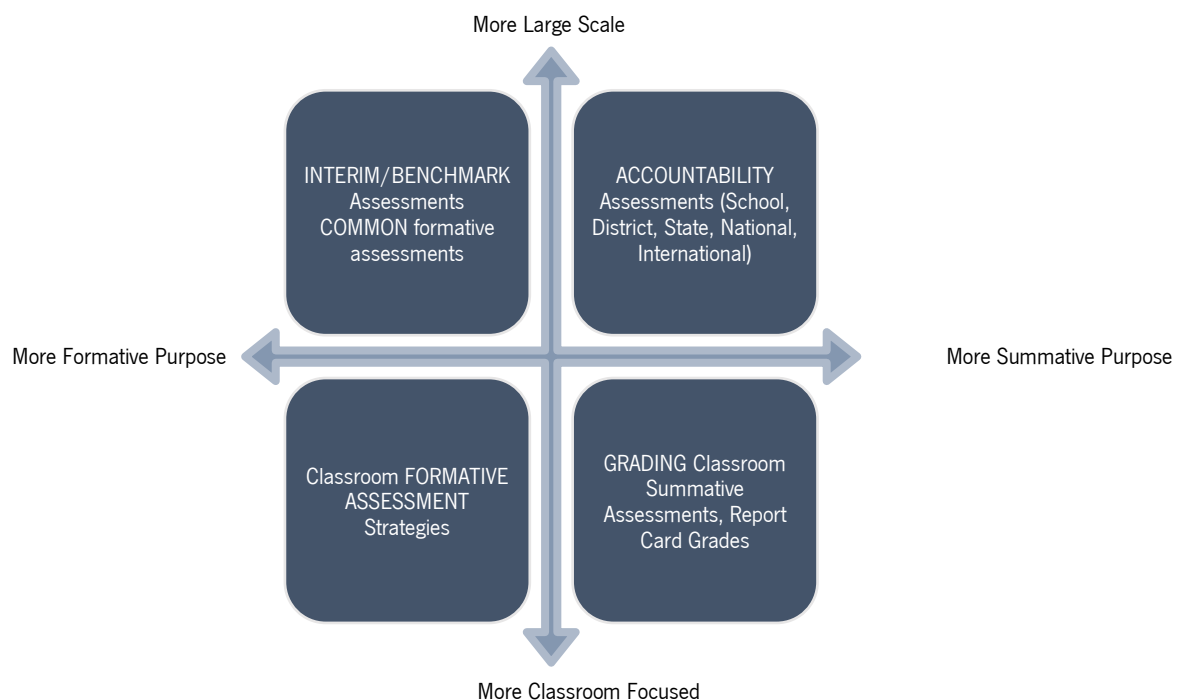 More Large Scale
INTERIM/BENCHMARK
Assessments
COMMON formative
assessments
ACCOUNTABILITY
Assessments (School,
District, State, National,
International)
More Formative Purpose
More Summative Purpose
Classroom FORMATIVE
ASSESSMENT
Strategies
GRADING Classroom
Summative
Assessments, Report
Card Grades
More Classroom Focused